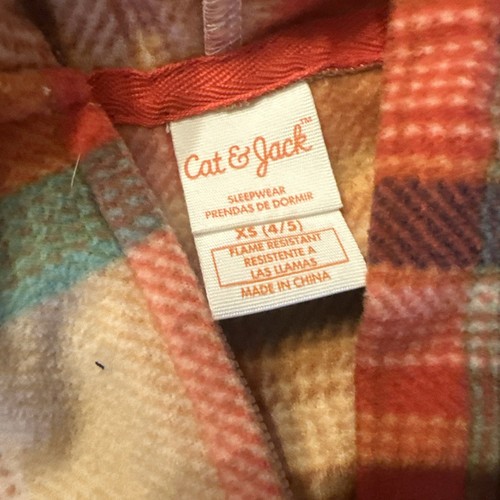 Cat & Jack™
SLEEPWEAR
PRENDAS DE DORMIR
XS (4/5)
FLAME RESISTANT
RESISTENTE A
LAS LLAMAS
MADE IN CHINA